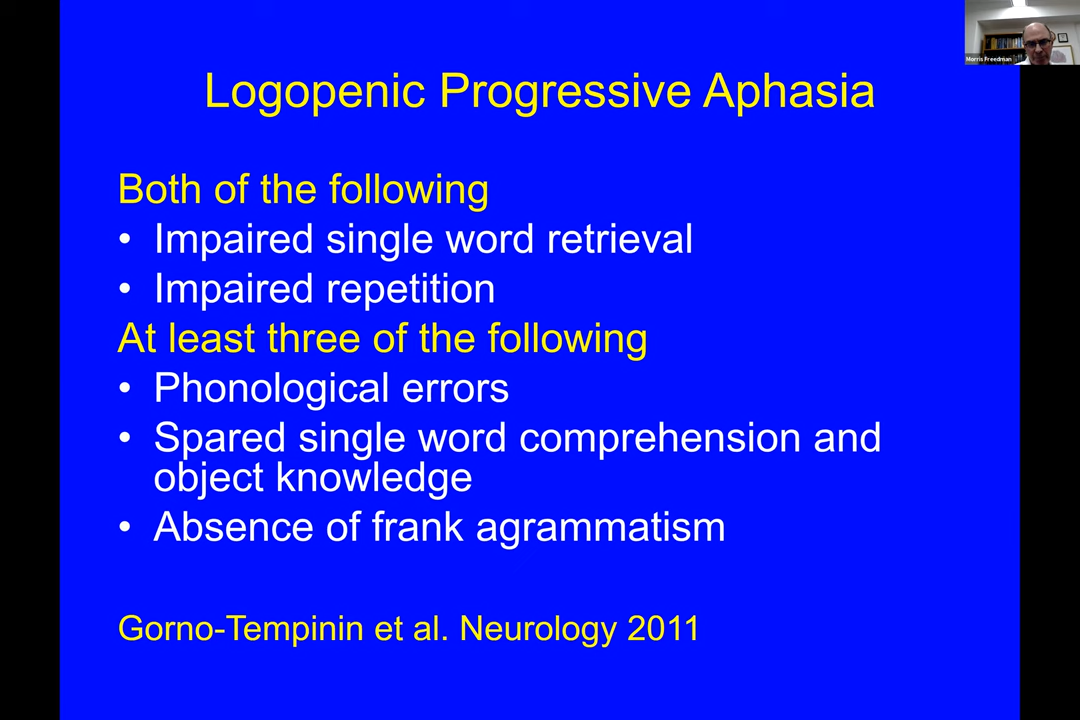 Morris Freedman
Logopenic Progressive Aphasia
Both of the following
• Impaired single word retrieval
• Impaired repetition
At least three of the following
• Phonological errors
• Spared single word comprehension and
object knowledge
• Absence of frank agrammatism
Gorno-Tempinin et al. Neurology 2011